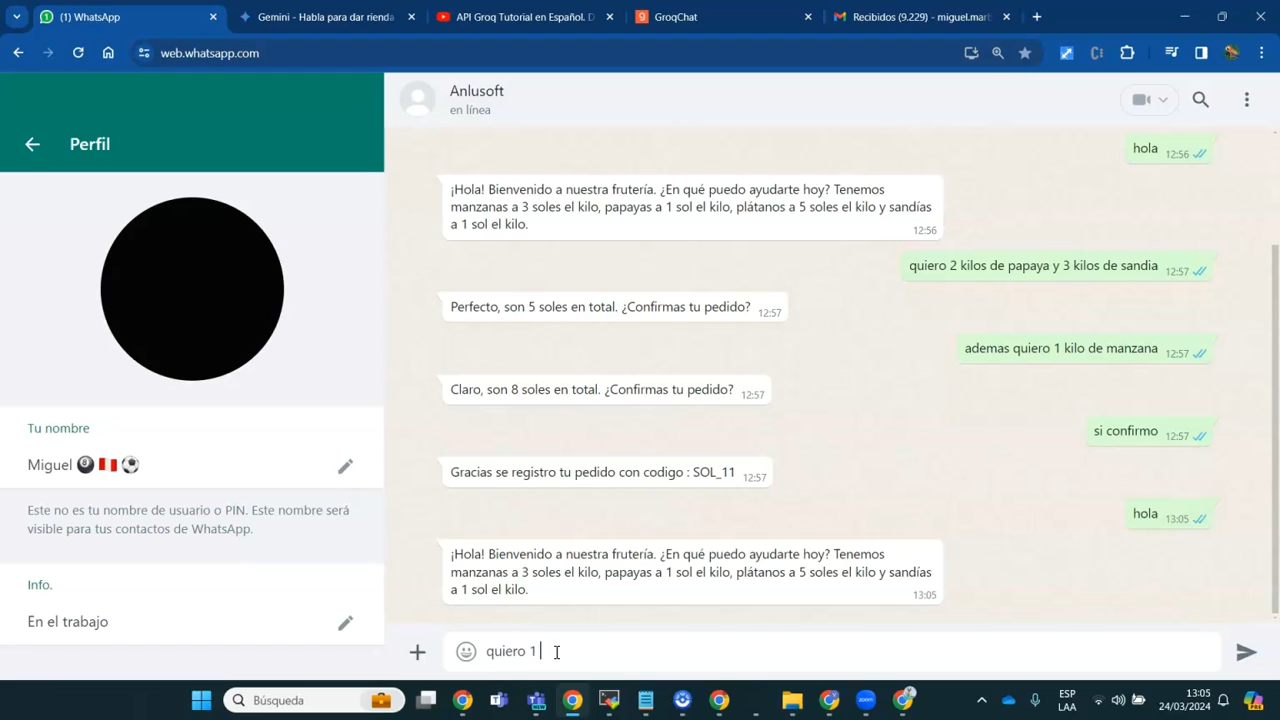 (1) WhatsApp
Gemini - Habla para dar rienda
API Groq Tutorial en Español. D
GroqChat
Recibidos (9.229) - miguel.mart
web.whatsapp.com
Perfil
Tu nombre
Miguel 🎱 🇵🇪 ⚽
Este no es tu nombre de usuario o PIN. Este nombre será
visible para tus contactos de WhatsApp.
Info.
En el trabajo
Anlusoft
en línea
hola 12:56
¡Hola! Bienvenido a nuestra frutería. ¿En qué puedo ayudarte hoy? Tenemos
manzanas a 3 soles el kilo, papayas a 1 sol el kilo, plátanos a 5 soles el kilo y sandías
a 1 sol el kilo. 12:56
quiero 2 kilos de papaya y 3 kilos de sandia 12:57
Perfecto, son 5 soles en total. ¿Confirmas tu pedido? 12:57
ademas quiero 1 kilo de manzana 12:57
Claro, son 8 soles en total. ¿Confirmas tu pedido? 12:57
si confirmo 12:57
Gracias se registro tu pedido con codigo : SOL_11 12:57
hola 13:05
¡Hola! Bienvenido a nuestra frutería. ¿En qué puedo ayudarte hoy? Tenemos
manzanas a 3 soles el kilo, papayas a 1 sol el kilo, plátanos a 5 soles el kilo y sandías
a 1 sol el kilo. 13:05
quiero 1
Búsqueda
ESP
LAA
13:05
24/03/2024